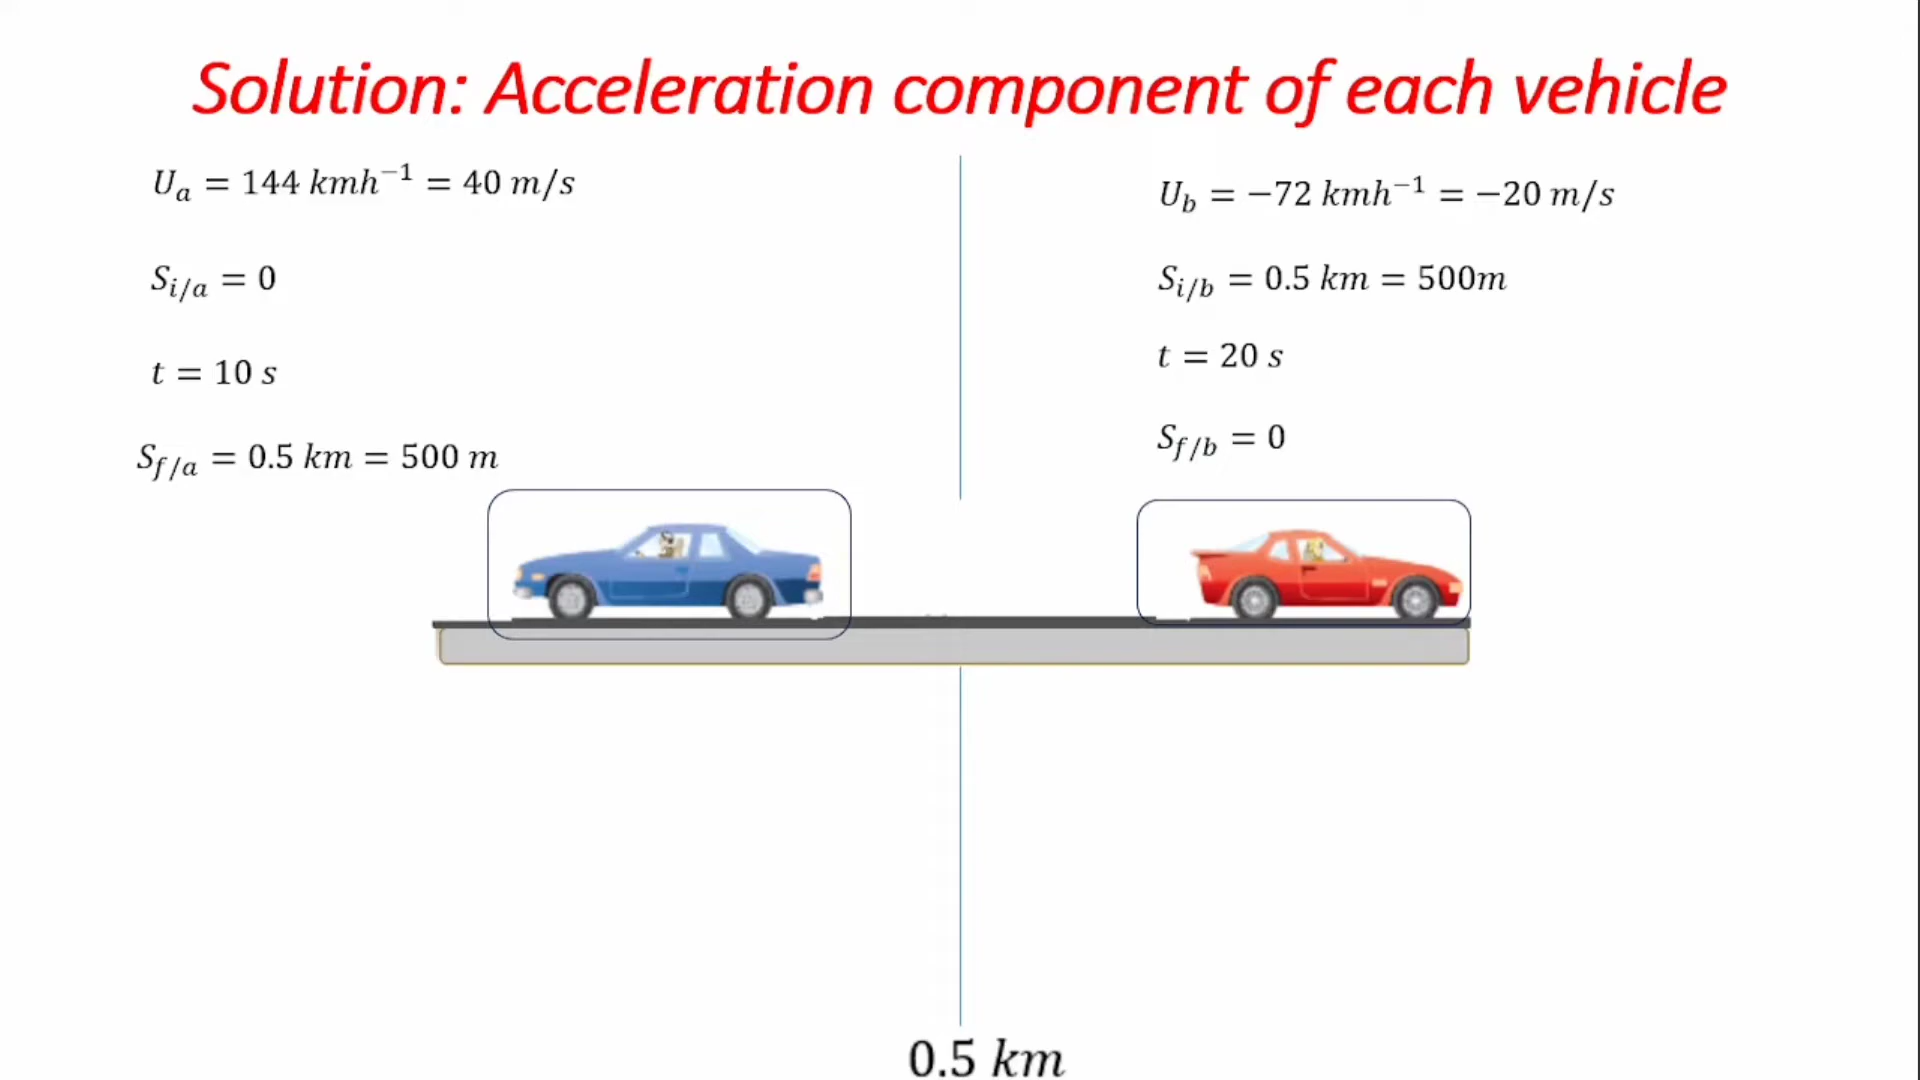 Solution: Acceleration component of each vehicle
U_a = 144 kmh^{-1} = 40 m/s
S_{i/a} = 0
t = 10 s
S_{f/a} = 0.5 km = 500 m
U_b = −72 kmh^{-1} = −20 m/s
S_{i/b} = 0.5 km = 500m
t = 20 s
S_{f/b} = 0
0.5 km